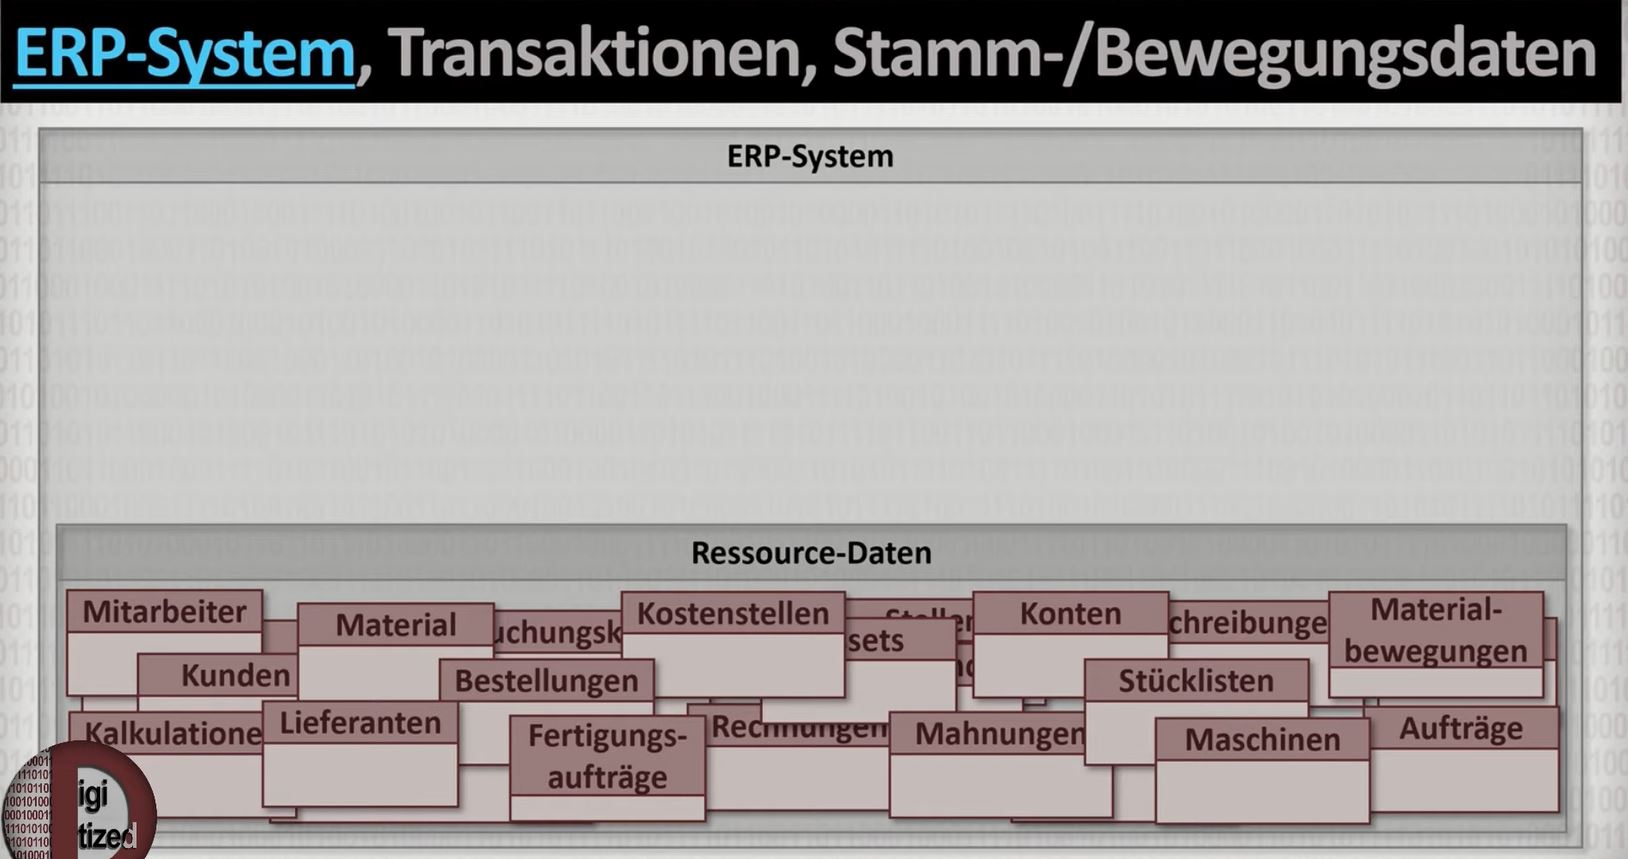 ERP-System, Transaktionen, Stamm-/Bewegungsdaten
ERP-System
Ressource-Daten
Mitarbeiter
Material
uchungsk
Kostenstellen
sets
Konten
chreibunge
Material-
bewegungen
Kunden
Bestellungen
Stücklisten
Kalkulatione
Lieferanten
Fertigungs-
aufträge
Rechnungen
Mahnungen
Maschinen
Aufträge
igi
tized